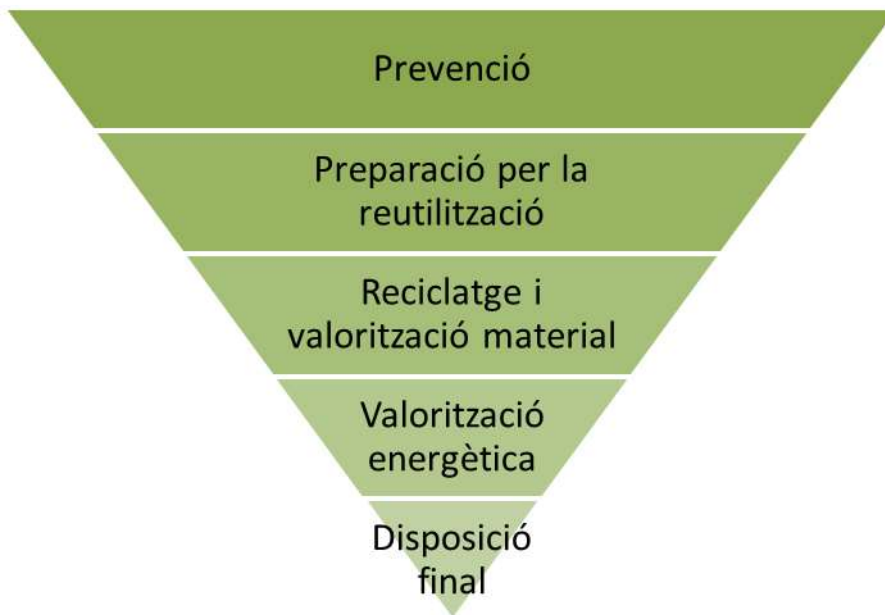 Prevenció
Preparació per la
reutilització
Reciclatge i
valorització material
Valorització
energètica
Disposició
final